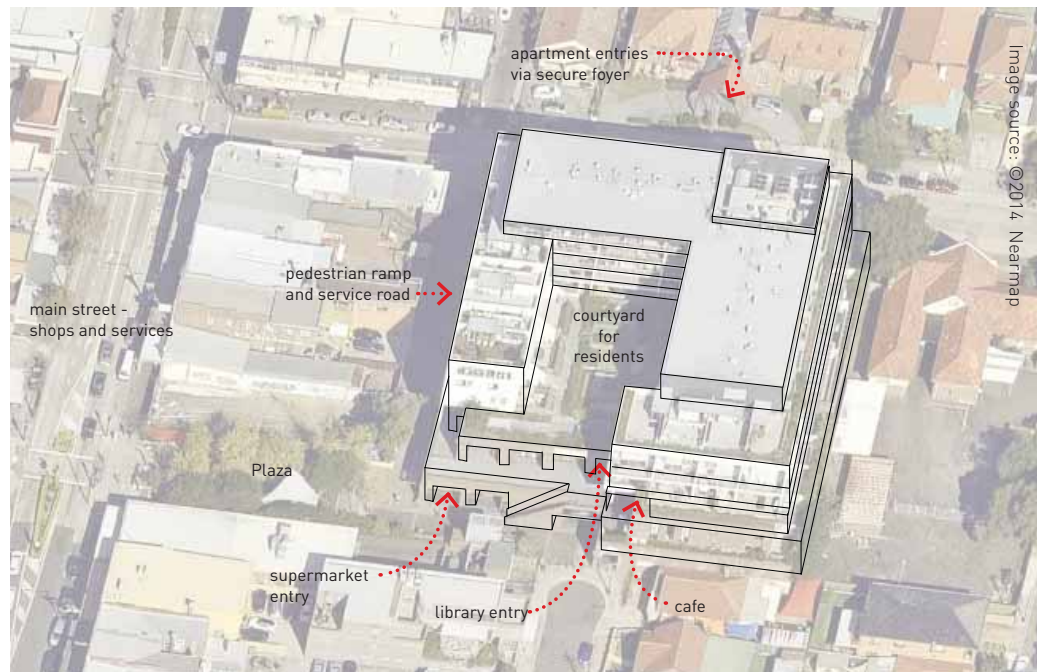 apartment entries
via secure foyer
Image source: ©2014 Nearmap
pedestrian ramp
and service road
main street -
shops and services
courtyard
for
residents
Plaza
supermarket
entry
library entry
cafe